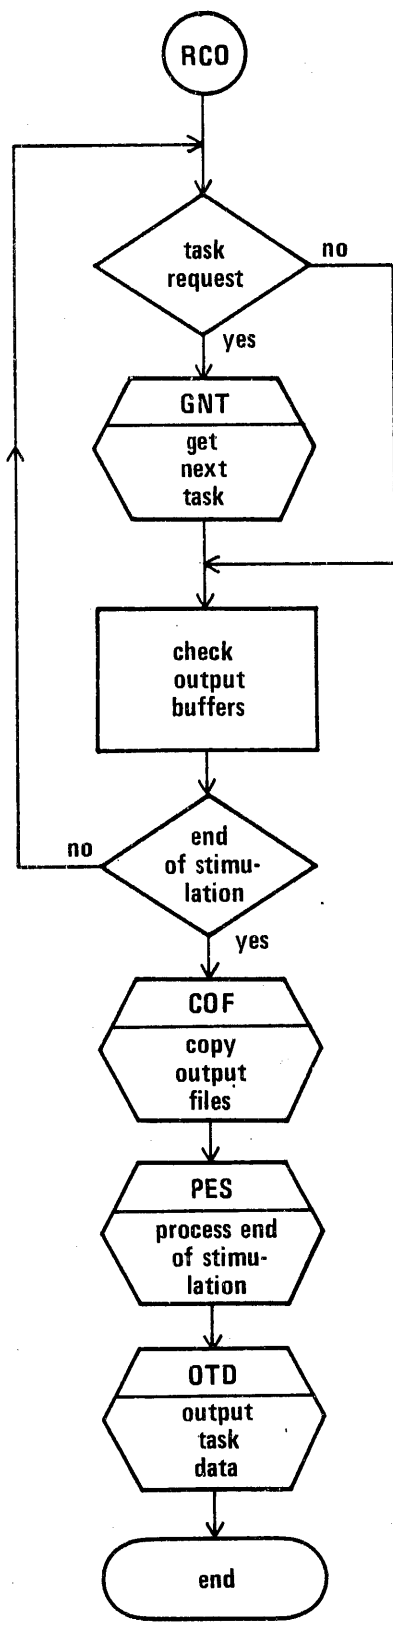 RCO
task
request
no
yes
GNT
get
next
task
check
output
buffers
end
of stimu-
lation
no
yes
COF
copy
output
files
PES
process end
of stimu-
lation
OTD
output
task
data
end